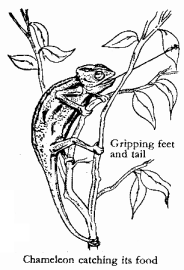 Gripping feet
and tail
Chameleon catching its food